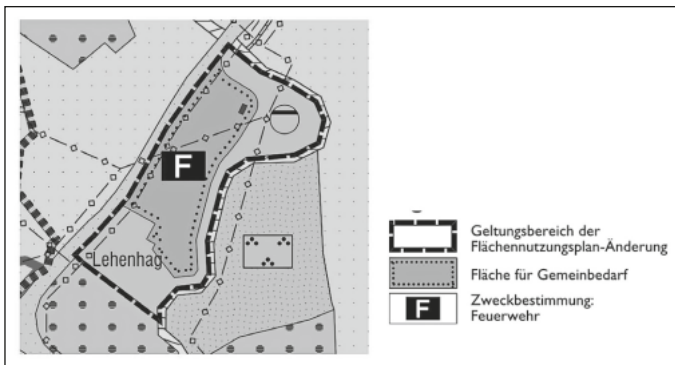 F
Lehenhag
Geltungsbereich der
Flächennutzungsplan-Änderung
Fläche für Gemeinbedarf
F
Zweckbestimmung:
Feuerwehr